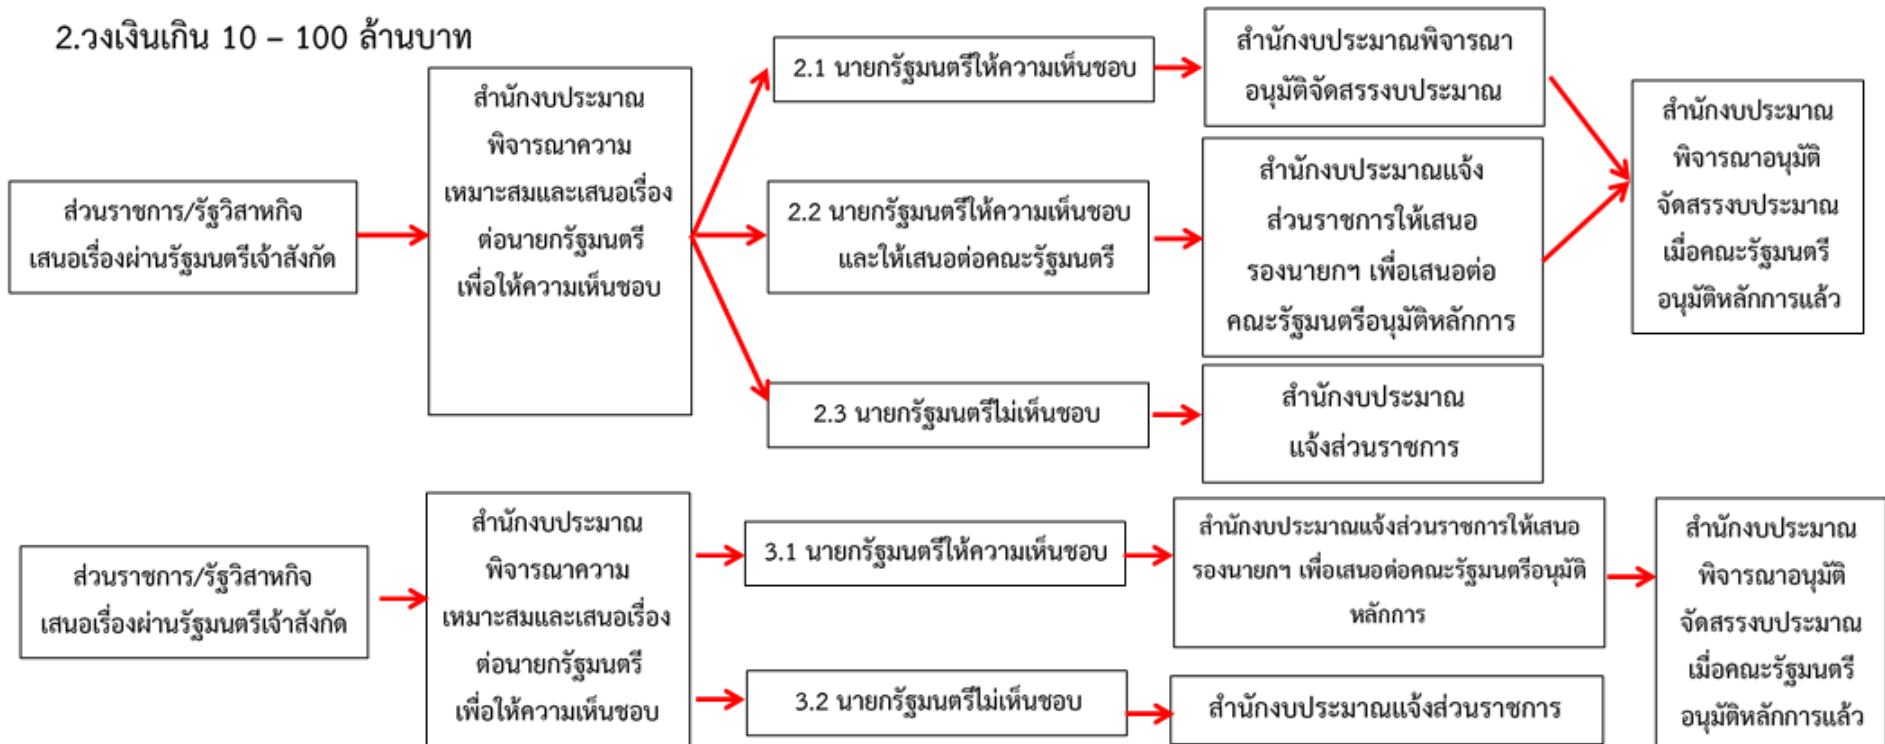 2.วงเงินเกิน 10 – 100 ล้านบาท
ส่วนราชการ/รัฐวิสาหกิจ
เสนอเรื่องผ่านรัฐมนตรีเจ้าสังกัด
สำนักงบประมาณ
พิจารณาความ
เหมาะสมและเสนอเรื่อง
ต่อนายกรัฐมนตรี
เพื่อให้ความเห็นชอบ
2.1 นายกรัฐมนตรีให้ความเห็นชอบ
สำนักงบประมาณพิจารณา
อนุมัติจัดสรรงบประมาณ
2.2 นายกรัฐมนตรีให้ความเห็นชอบ
และให้เสนอต่อคณะรัฐมนตรี
สำนักงบประมาณแจ้ง
ส่วนราชการให้เสนอ
รองนายกฯ เพื่อเสนอต่อ
คณะรัฐมนตรีอนุมัติหลักการ
2.3 นายกรัฐมนตรีไม่เห็นชอบ
สำนักงบประมาณ
แจ้งส่วนราชการ
สำนักงบประมาณ
พิจารณาอนุมัติ
จัดสรรงบประมาณ
เมื่อคณะรัฐมนตรี
อนุมัติหลักการแล้ว
ส่วนราชการ/รัฐวิสาหกิจ
เสนอเรื่องผ่านรัฐมนตรีเจ้าสังกัด
สำนักงบประมาณ
พิจารณาความ
เหมาะสมและเสนอเรื่อง
ต่อนายกรัฐมนตรี
เพื่อให้ความเห็นชอบ
3.1 นายกรัฐมนตรีให้ความเห็นชอบ
สำนักงบประมาณแจ้งส่วนราชการให้เสนอ
รองนายกฯ เพื่อเสนอต่อคณะรัฐมนตรีอนุมัติ
หลักการ
3.2 นายกรัฐมนตรีไม่เห็นชอบ
สำนักงบประมาณแจ้งส่วนราชการ
สำนักงบประมาณ
พิจารณาอนุมัติ
จัดสรรงบประมาณ
เมื่อคณะรัฐมนตรี
อนุมัติหลักการแล้ว